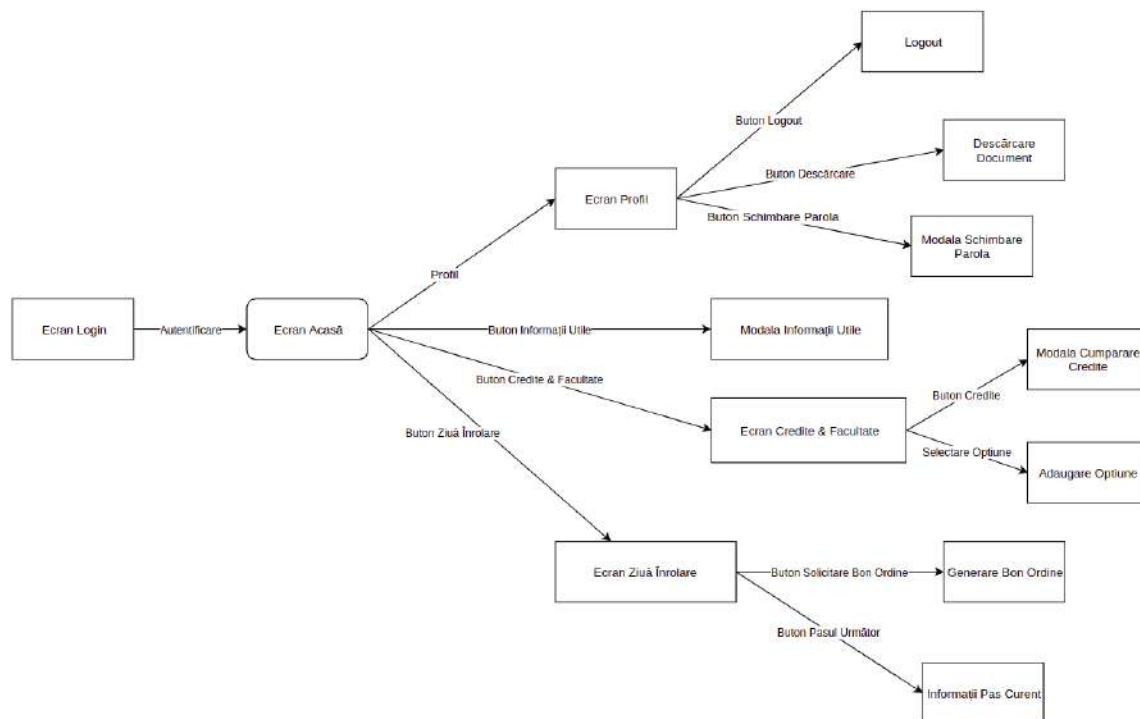 Logout
Buton Logout
Descărcare
Document
Buton Descărcare
Ecran Profil
Buton Schimbare Parola
Modala Schimbare
Parola
Profil
Ecran Login
Autentificare
Ecran Acasă
Buton Informații Utile
Modala Informații Utile
Modala Cumparare
Credite
Buton Credite & Facultate
Buton Credite
Ecran Credite & Facultate
Buton Ziuă Înrolare
Selectare Optiune
Adaugare Optiune
Ecran Ziuă Înrolare
Buton Solicitare Bon Ordine
Generare Bon Ordine
Buton Pasul Următor
Informații Pas Curent